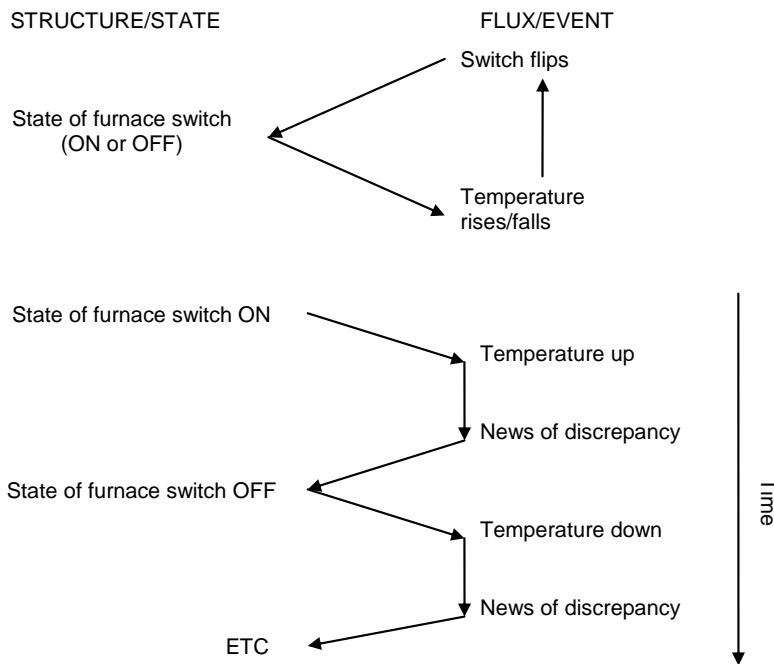 STRUCTURE/STATE
FLUX/EVENT
Switch flips
State of furnace switch
(ON or OFF)
Temperature
rises/falls
State of furnace switch ON
Temperature up
News of discrepancy
State of furnace switch OFF
Temperature down
News of discrepancy
ETC
Time